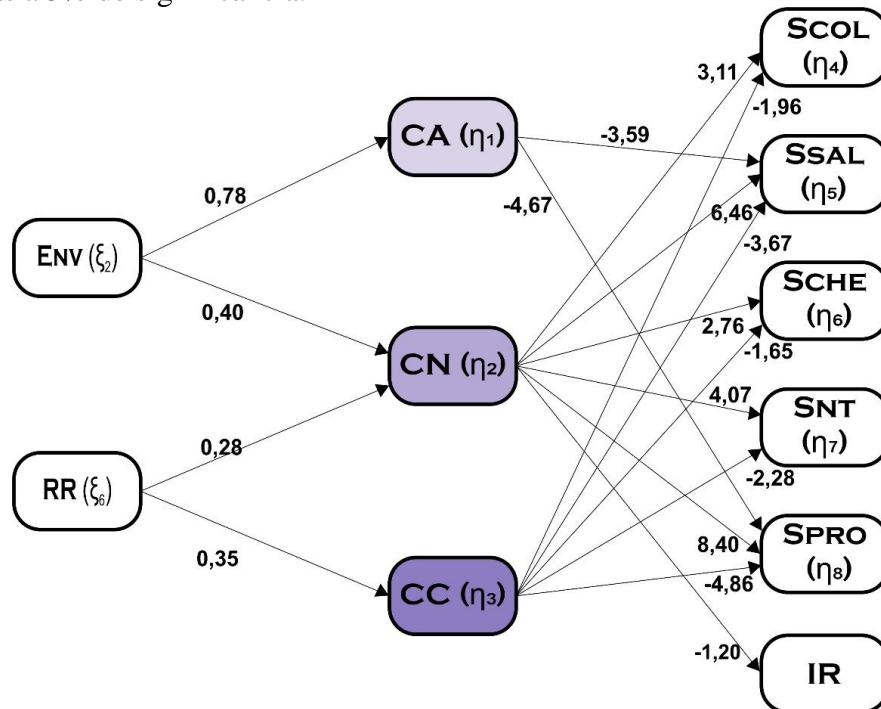 SCOL
(η4)
3,11
-1,96
CA (η1)
-3,59
SSAL
(η5)
0,78
-4,67
6,46
-3,67
ENV (ξ2)
SCHE
(η6)
0,40
2,76
-1,65
CN (η2)
4,07
SNT
(η7)
0,28
-2,28
RR (ξ6)
SPRO
(η8)
0,35
8,40
-4,86
CC (η3)
-1,20
IR